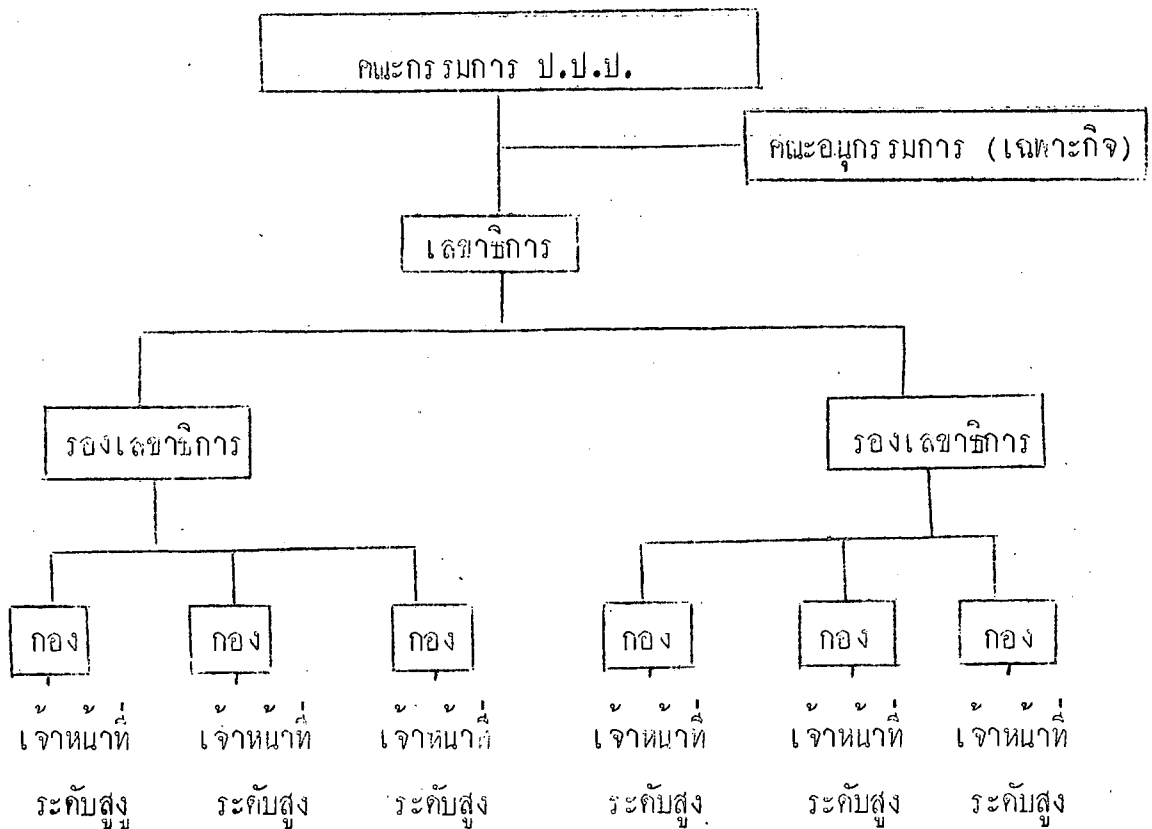 คณะกรรมการ ป.ป.ป.
คณะอนุกรรมการ (เฉพาะกิจ)
เลขาธิการ
รองเลขาธิการ
รองเลขาธิการ
กอง
กอง
กอง
กอง
กอง
กอง
เจ้าหน้าที่
เจ้าหน้าที่
เจ้าหน้าที่
เจ้าหน้าที่
เจ้าหน้าที่
เจ้าหน้าที่
ระดับสูง
ระดับสูง
ระดับสูง
ระดับสูง
ระดับสูง
ระดับสูง